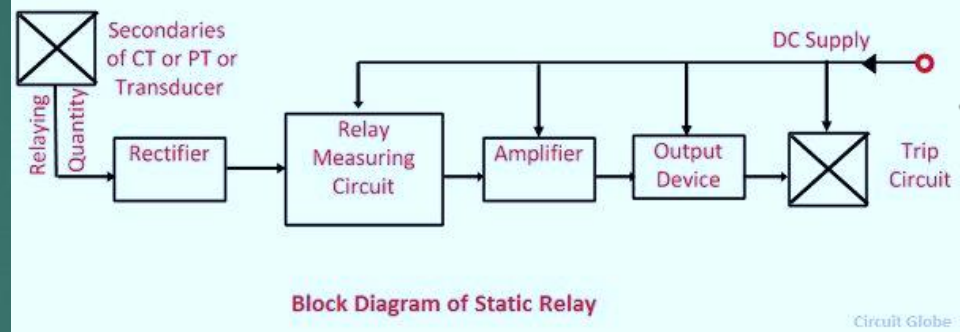 Secondaries
of CT or PT or
Transducer
DC Supply
Relaying
Quantity
Rectifier
Relay
Measuring
Circuit
Amplifier
Output
Device
Trip
Circuit
Block Diagram of Static Relay
Circuit Globe